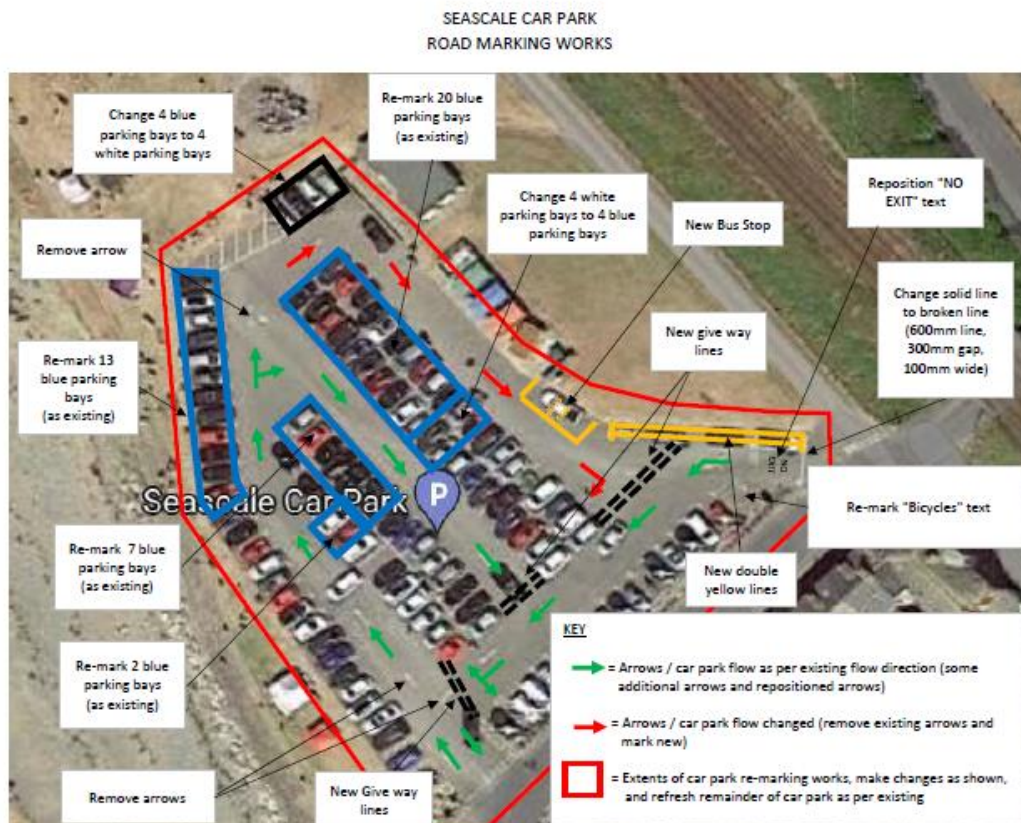 SEASCALE CAR PARK
ROAD MARKING WORKS
Change 4 blue
parking bays to 4
white parking bays
Re-mark 20 blue
parking bays
(as existing)
Change 4 white
parking bays to 4 blue
parking bays
New Bus Stop
Reposition "NO
EXIT" text
Remove arrow
New give way
lines
Change solid line
to broken line
(600mm line,
300mm gap,
100mm wide)
Re-mark 13
blue parking
bays
(as existing)
NO
EXIT
Seascale Car Park
P
Re-mark "Bicycles" text
Re-mark 7 blue
parking bays
(as existing)
New double
yellow lines
Re-mark 2 blue
parking bays
(as existing)
Remove arrows
New Give way
lines
KEY
= Arrows / car park flow as per existing flow direction (some
additional arrows and repositioned arrows)
= Arrows / car park flow changed (remove existing arrows and
mark new)
= Extents of car park re-marking works, make changes as shown,
and refresh remainder of car park as per existing